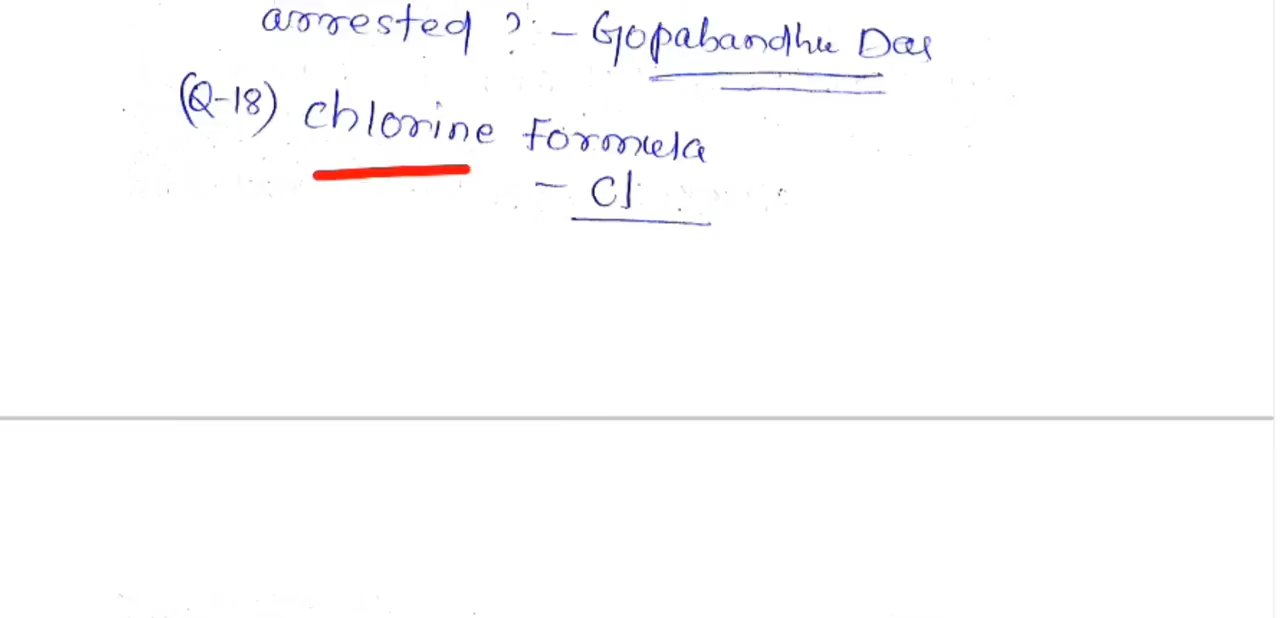 arrested ? - Gopabandhu Das
(Q-18) Chlorine Formula
- Cl